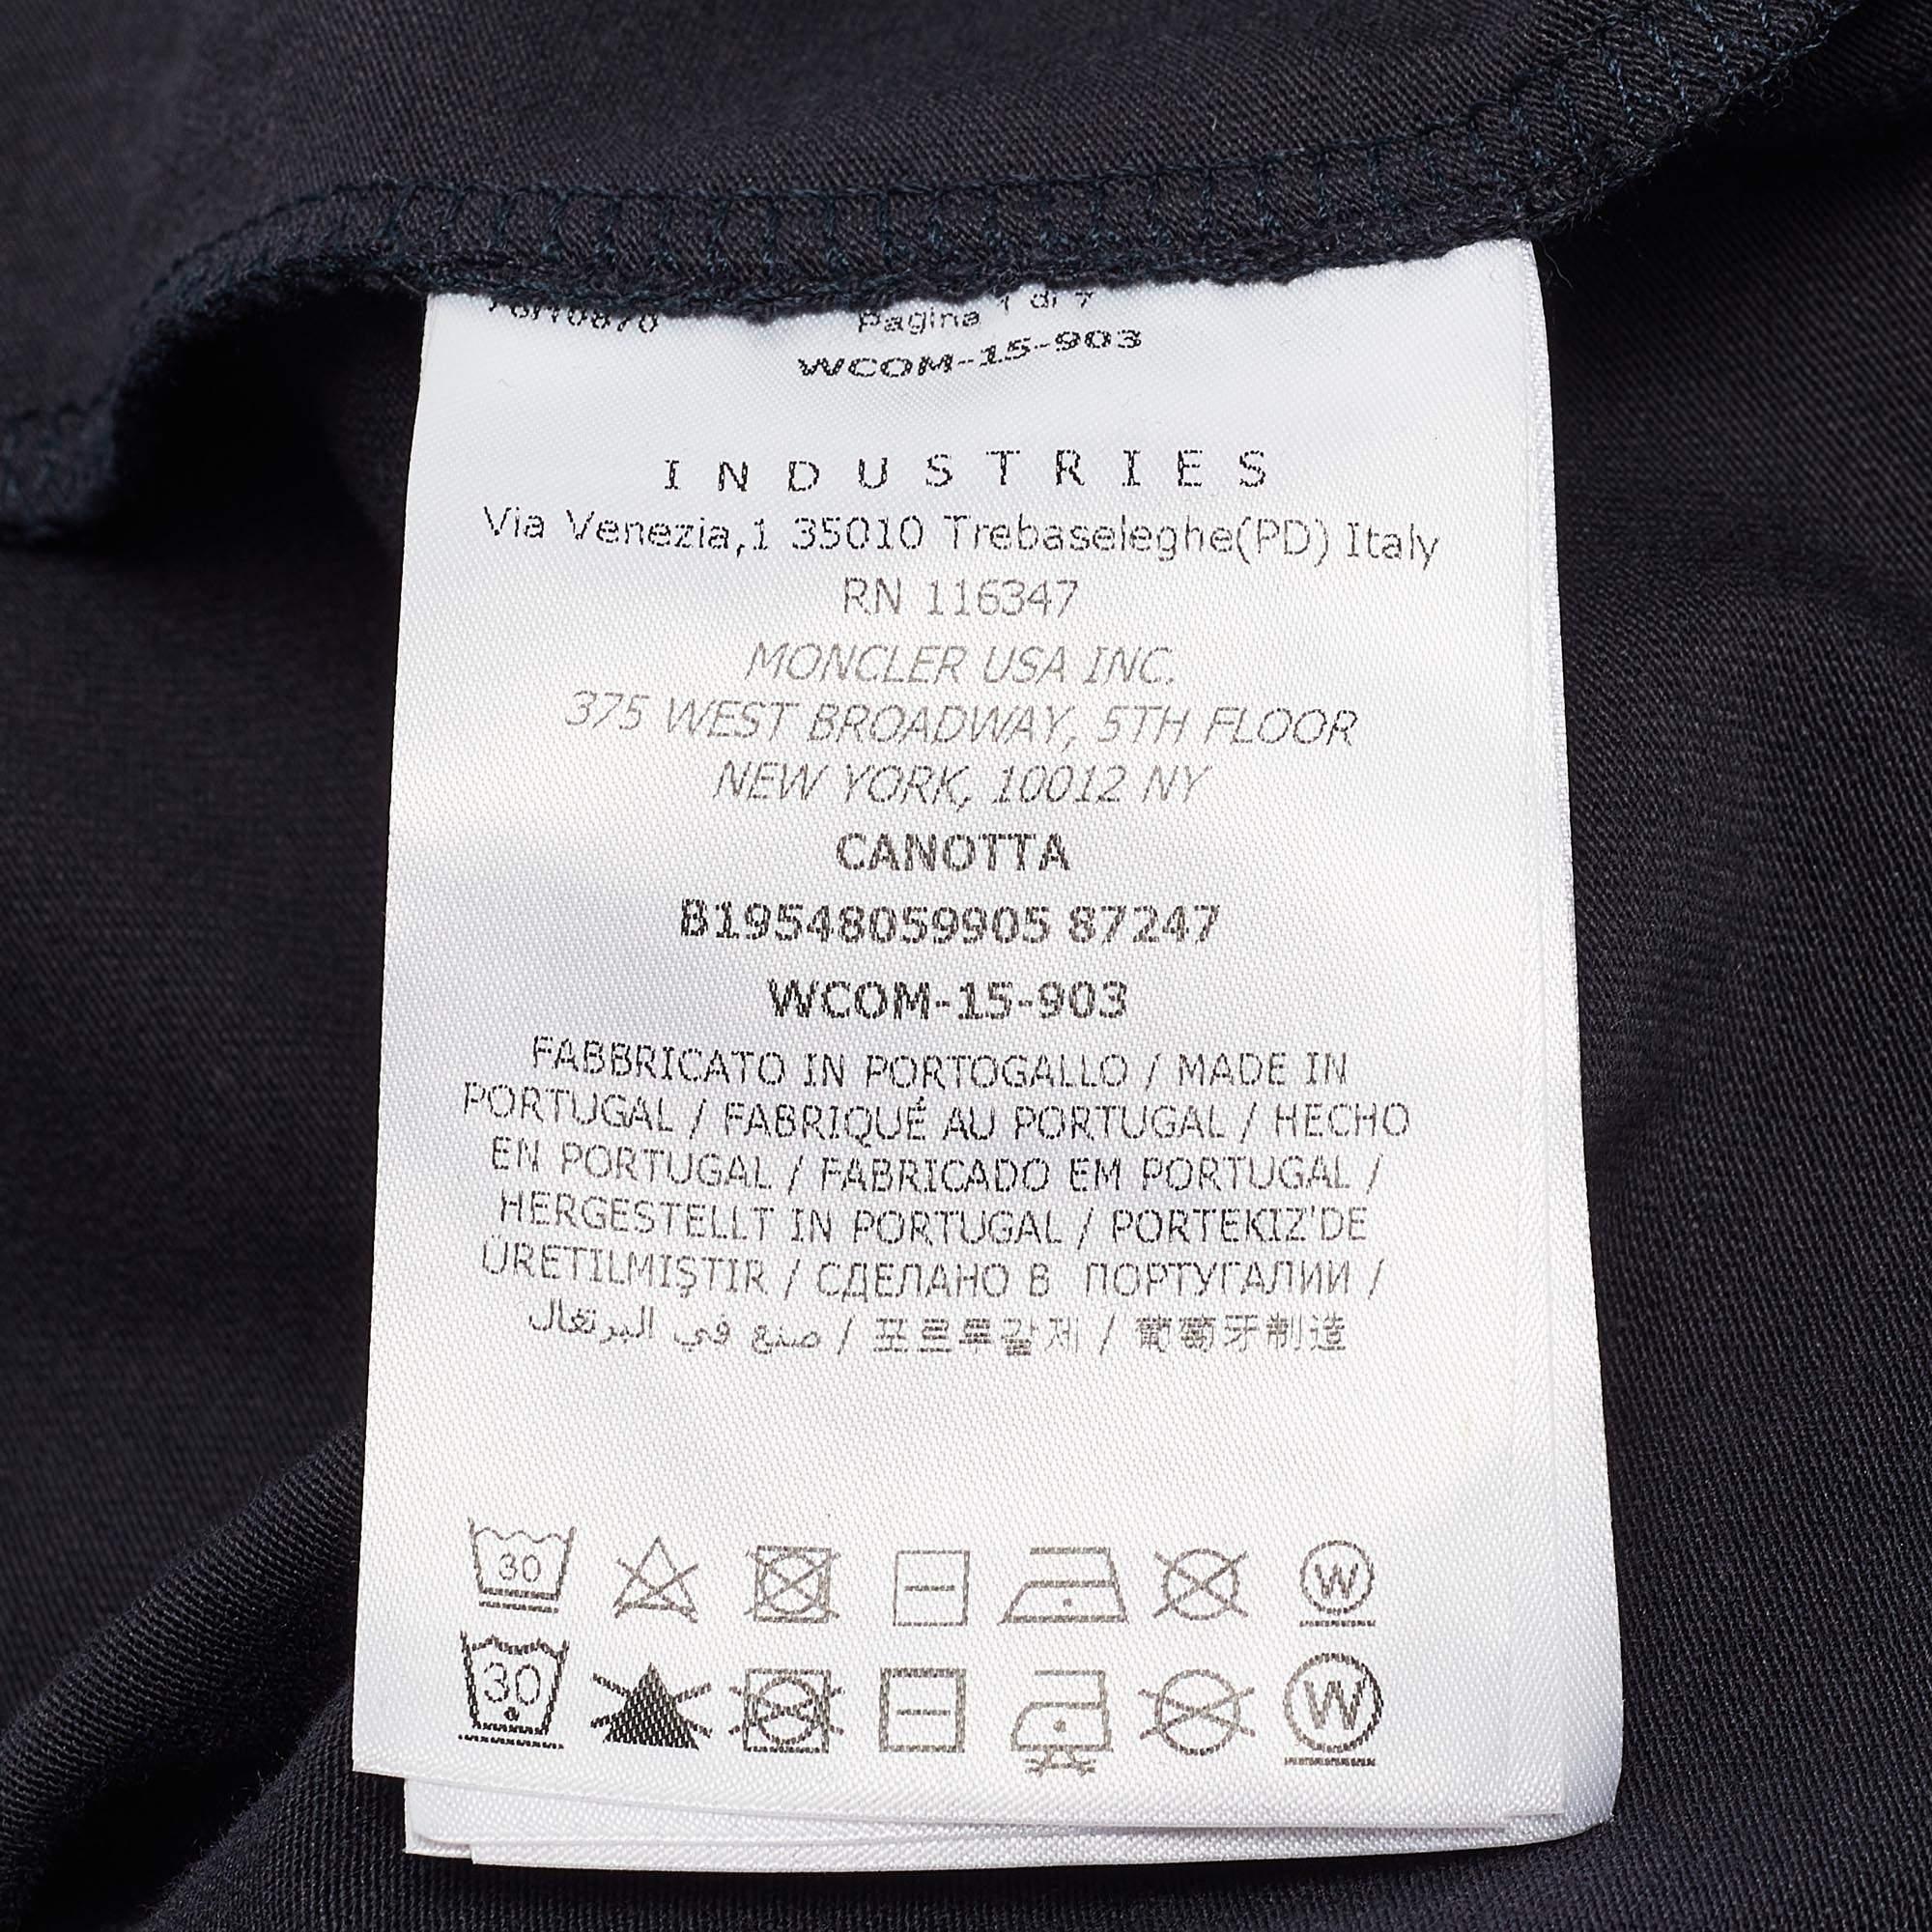 Pagina 1 di 7
WCOM-15-903
INDUSTRIES
Via Venezia,1 35010 Trebaseleghe(PD) Italy
RN 116347
MONCLER USA INC.
375 WEST BROADWAY, 5TH FLOOR
NEW YORK, 10012 NY
CANOTTA
B19548059905 87247
WCOM-15-903
FABBRICATO IN PORTOGALLO / MADE IN
PORTUGAL / FABRIQUÉ AU PORTUGAL / HECHO
EN PORTUGAL / FABRICADO EM PORTUGAL /
HERGESTELLT IN PORTUGAL / PORTEKIZ'DE
ÜRETILMIŞTIR / СДЕЛАНО В ПОРТУГАЛИИ /
صنع في البرتغال / 포르투갈제 / 葡萄牙制造
30 W
30 W